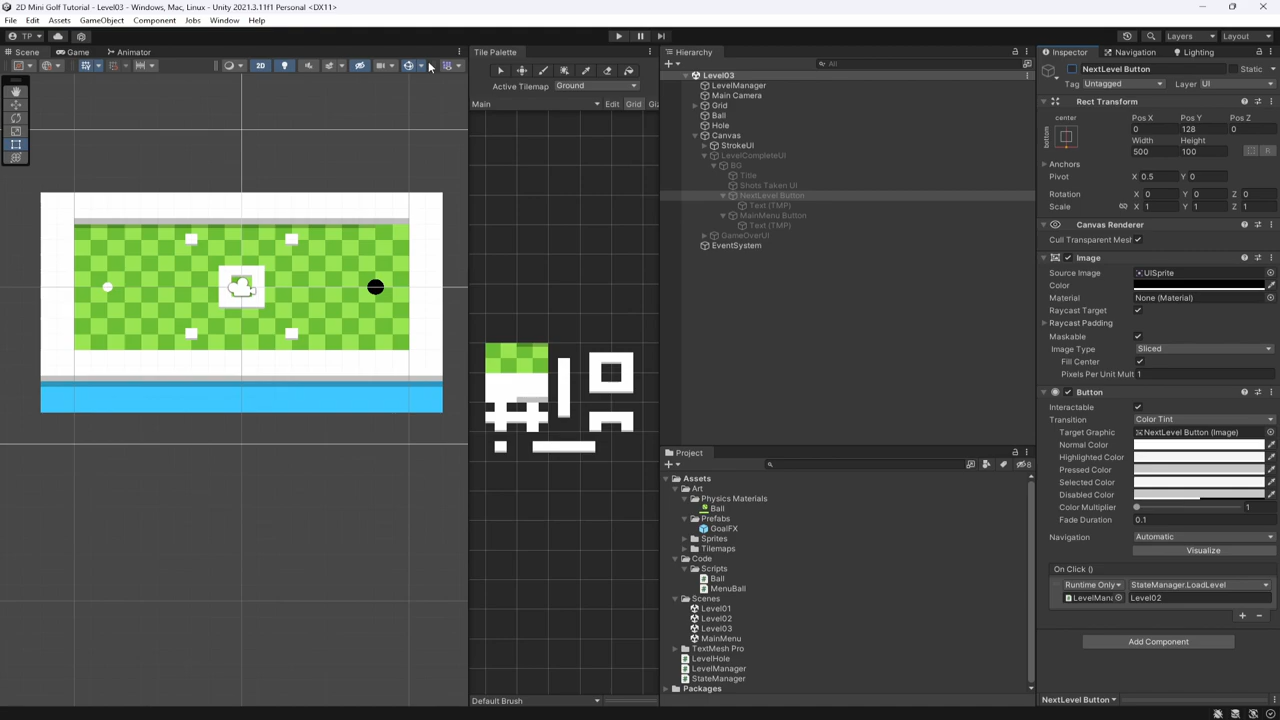 2D Mini Golf Tutorial - Level03 - Windows, Mac, Linux - Unity 2021.3.11f1 Personal <DX11>
File Edit Assets GameObject Component Jobs Window Help
TP
Layers Layout
Scene Game Animator
2D
Tile Palette
Active Tilemap Ground
Main Edit Grid Gi
Default Brush
Hierarchy
All
Level03
LevelManager
Main Camera
Grid
Ball
Hole
Canvas
StrokeUI
LevelCompleteUI
BG
Title
Shots Taken UI
NextLevel Button
Text (TMP)
MainMenu Button
Text (TMP)
GameOverUI
EventSystem
Project
8
Assets
Art
Physics Materials
Ball
Prefabs
GoalFX
Sprites
Tilemaps
Code
Scripts
Ball
MenuBall
Scenes
Level01
Level02
Level03
MainMenu
TextMesh Pro
LevelHole
LevelManager
StateManager
Packages
Inspector Navigation Lighting
NextLevel Button Static
Tag Untagged Layer UI
Rect Transform
center Pos X Pos Y Pos Z
bottom 0 128 0
Width Height
500 100 R
Anchors
Pivot X 0.5 Y 0
Rotation X 0 Y 0 Z 0
Scale X 1 Y 1 Z 1
Canvas Renderer
Cull Transparent Mesh
Image
Source Image UISprite
Color
Material None (Material)
Raycast Target
Raycast Padding
Maskable
Image Type Sliced
Fill Center
Pixels Per Unit Mult 1
Button
Interactable
Transition Color Tint
Target Graphic NextLevel Button (Image)
Normal Color
Highlighted Color
Pressed Color
Selected Color
Disabled Color
Color Multiplier 1
Fade Duration 0.1
Navigation Automatic
Visualize
On Click ()
Runtime Only StateManager.LoadLevel
LevelMana Level02
Add Component
NextLevel Button